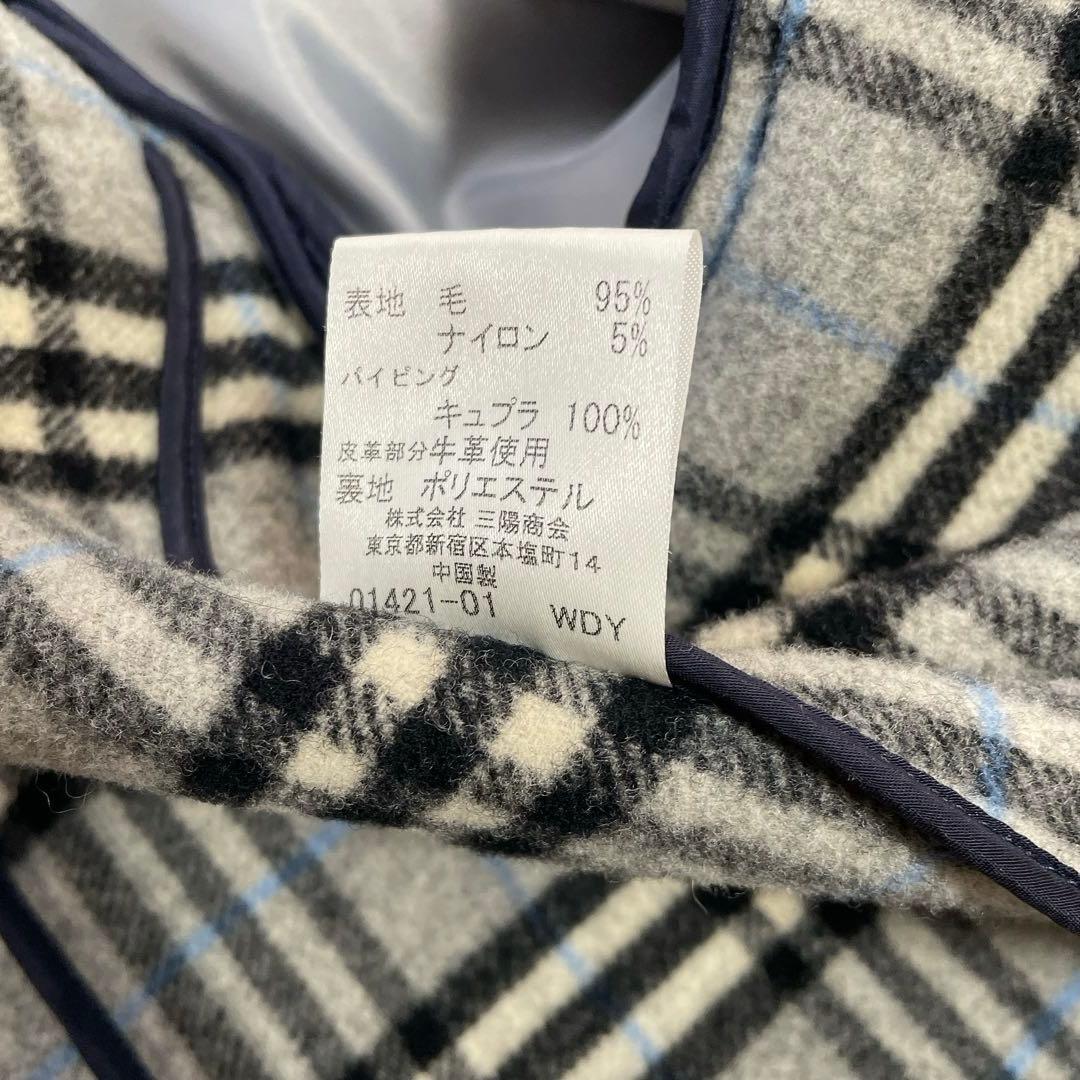 表地 毛 95%
ナイロン 5%
パイピング
キュプラ 100%
皮革部分牛革使用
裏地 ポリエステル
株式会社 三陽商会
東京都新宿区本塩町14
中国製
01421-01 WDY